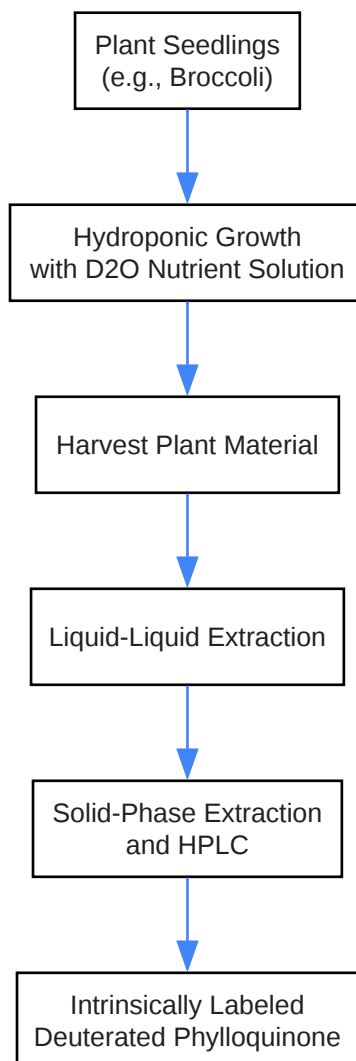 Plant Seedlings
(e.g., Broccoli)
Hydroponic Growth
with D2O Nutrient Solution
Harvest Plant Material
Liquid-Liquid Extraction
Solid-Phase Extraction
and HPLC
Intrinsically Labeled
Deuterated Phylloquinone